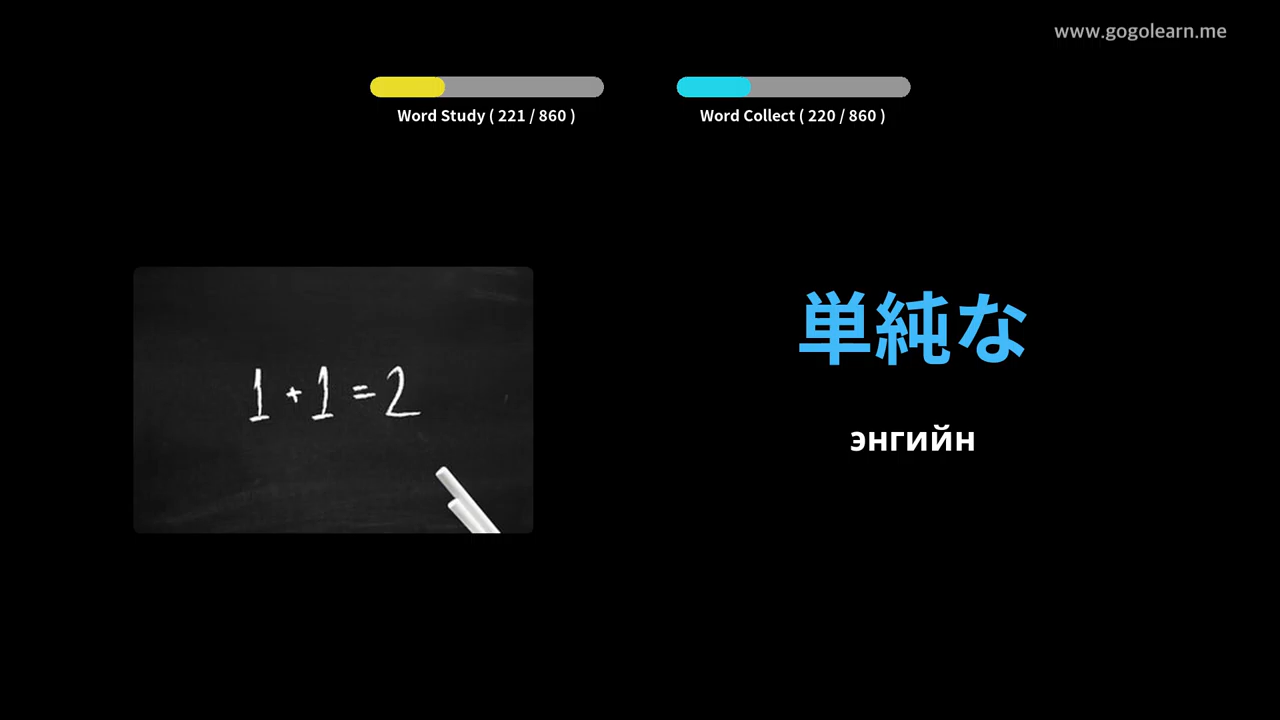 www.gogolearn.me
Word Study ( 221 / 860 )
Word Collect ( 220 / 860 )
1 + 1 = 2
単純な
энгийн